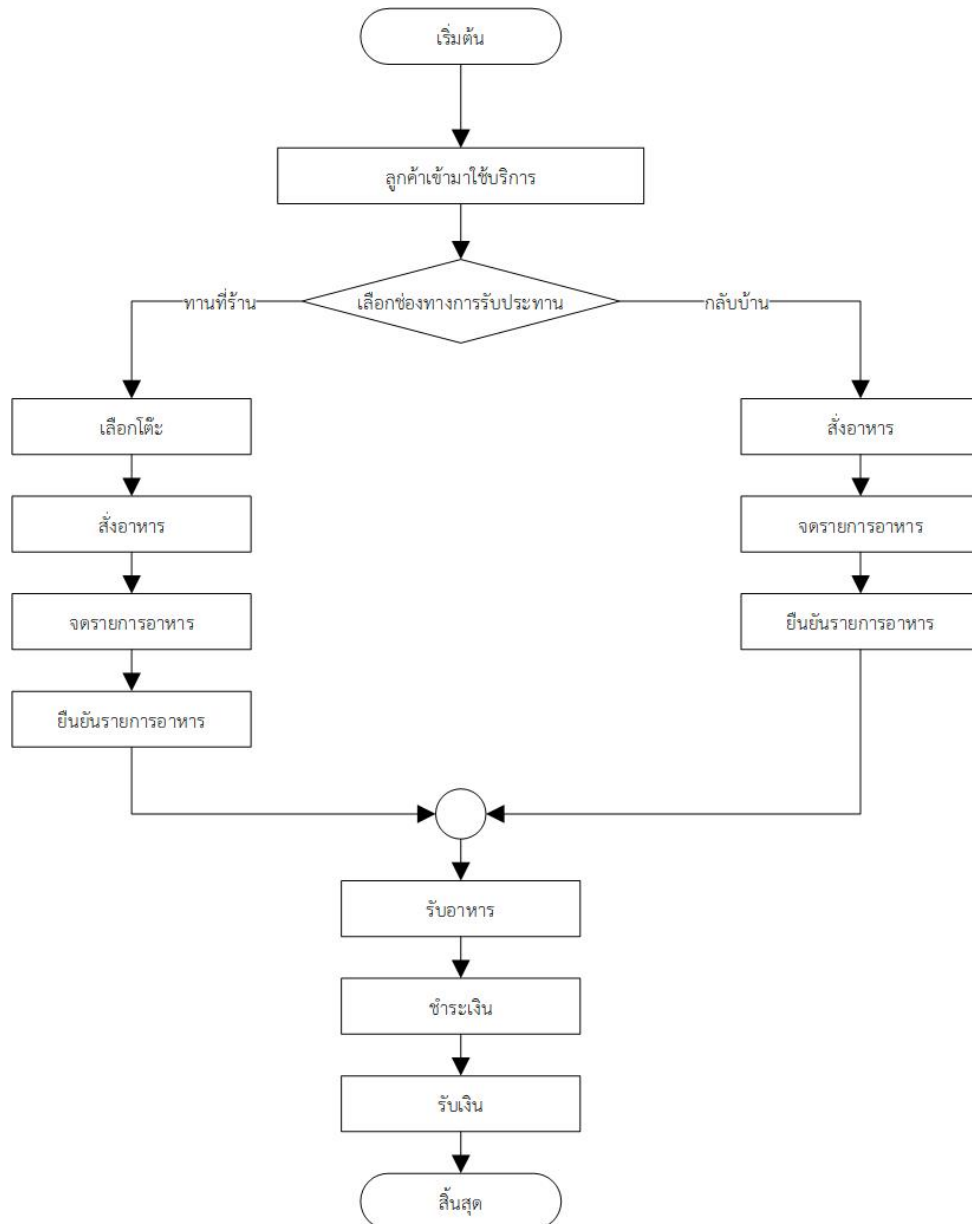 เริ่มต้น
ลูกค้าเข้ามาใช้บริการ
ทานที่ร้าน
เลือกช่องทางการรับประทาน
กลับบ้าน
เลือกโต๊ะ
สั่งอาหาร
จดรายการอาหาร
ยืนยันรายการอาหาร
สั่งอาหาร
จดรายการอาหาร
ยืนยันรายการอาหาร
รับอาหาร
ชำระเงิน
รับเงิน
สิ้นสุด